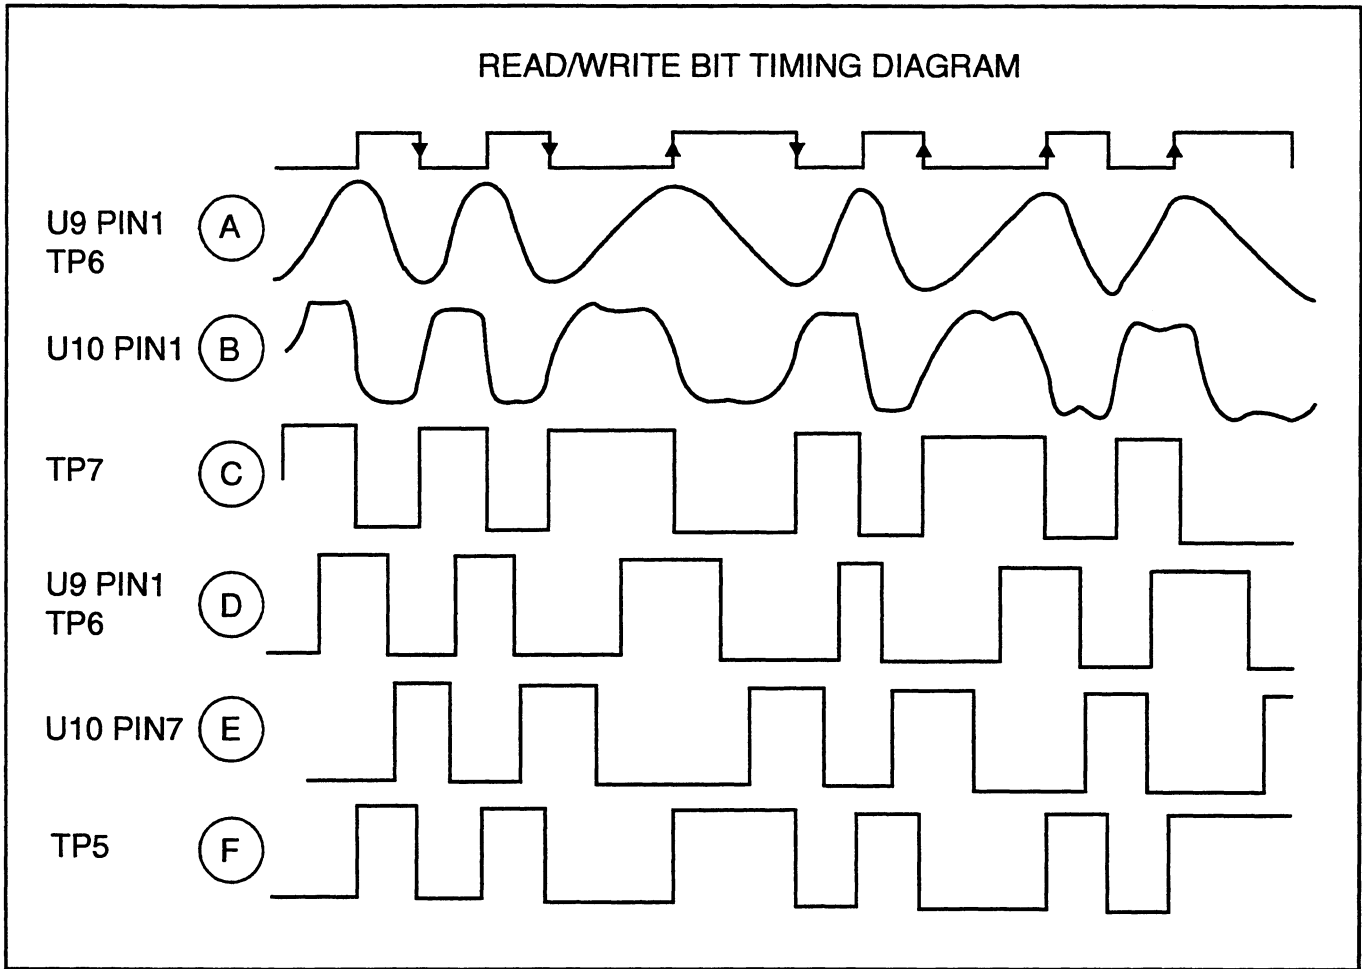 READ/WRITE BIT TIMING DIAGRAM
U9 PIN1
TP6
A
U10 PIN1
B
TP7
C
U9 PIN1
TP6
D
U10 PIN7
E
TP5
F